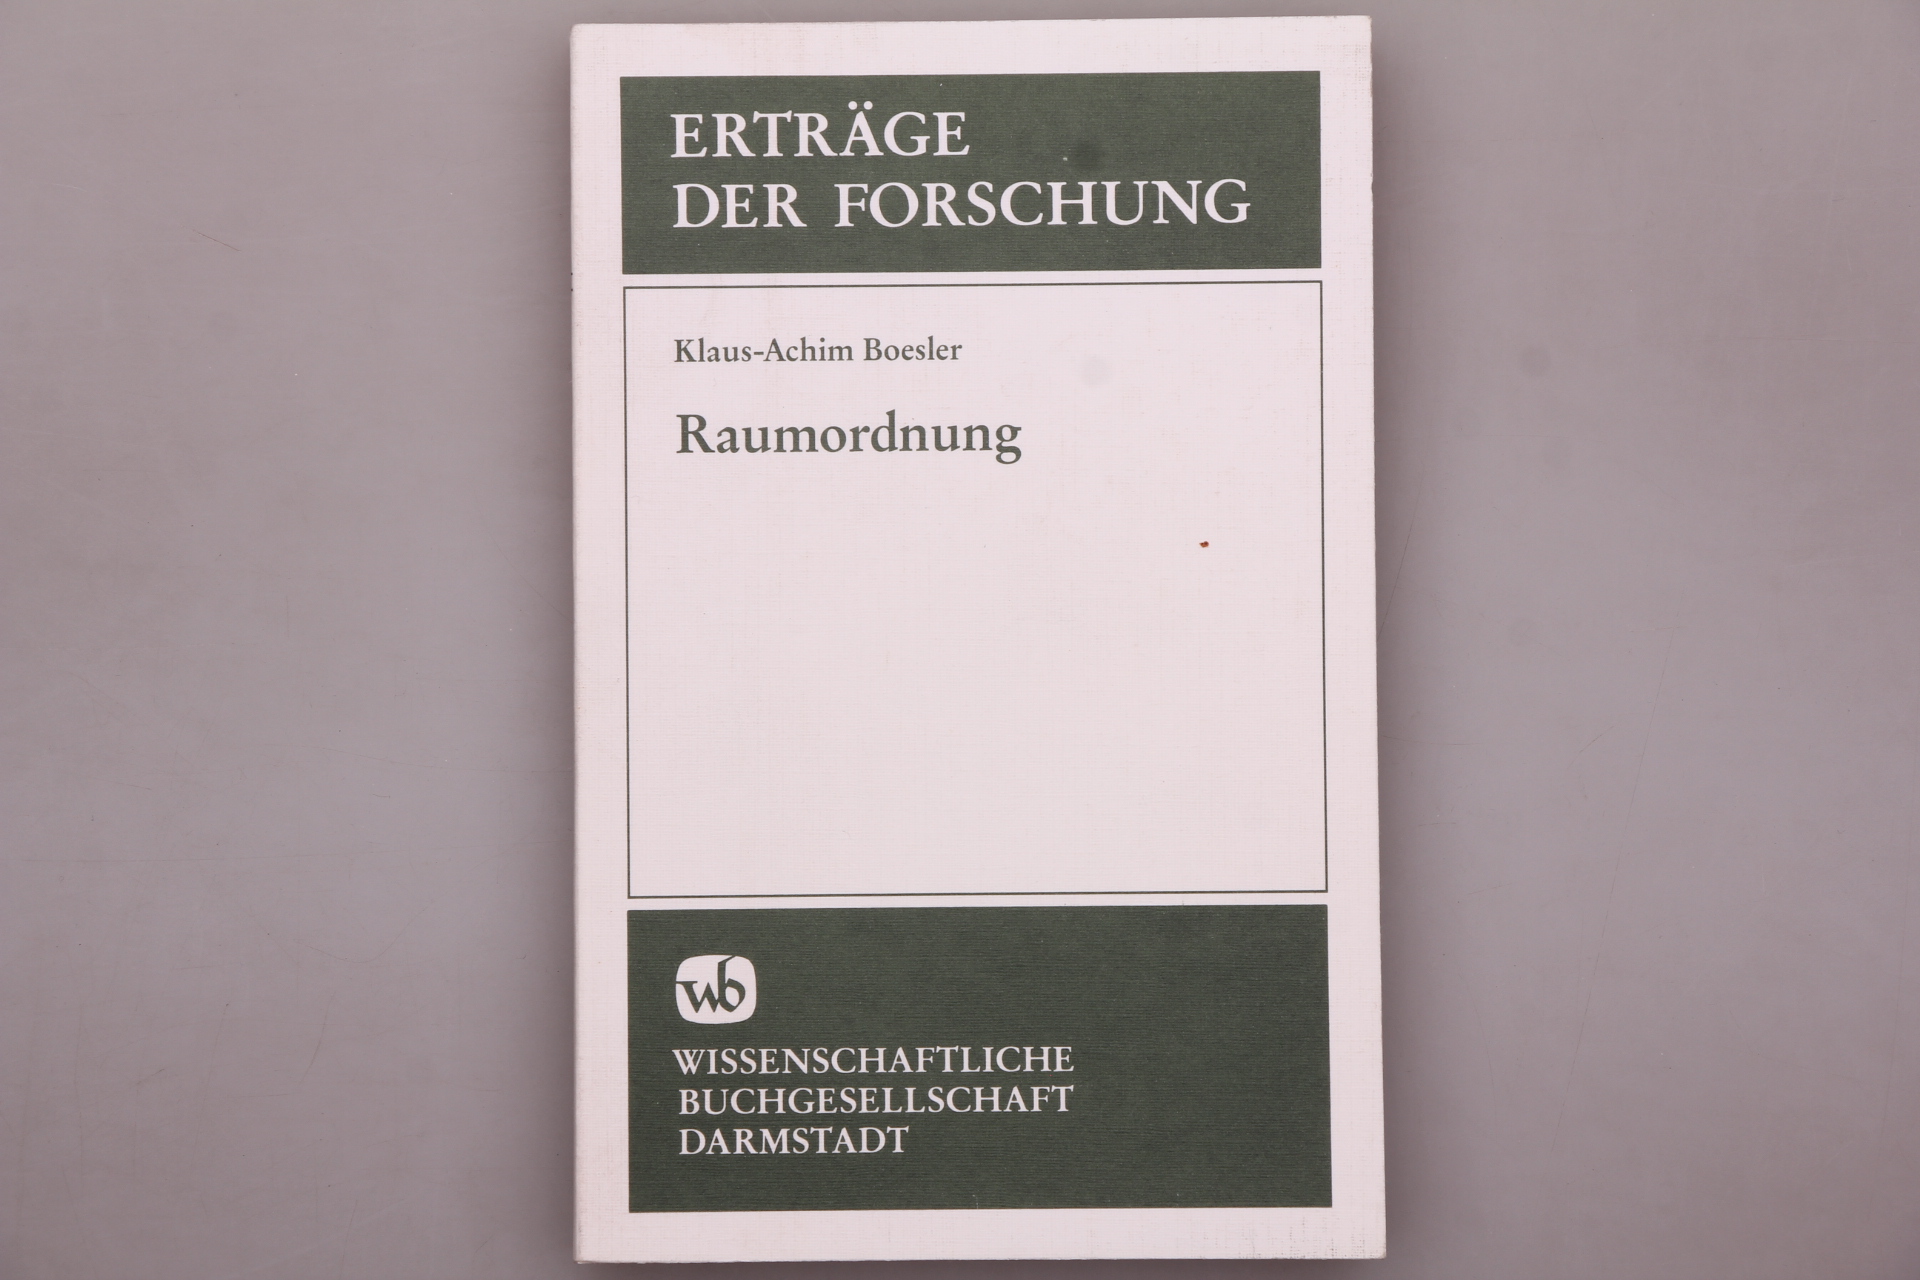 ERTRÄGE
DER FORSCHUNG
Klaus-Achim Boesler
Raumordnung
wb
WISSENSCHAFTLICHE
BUCHGESELLSCHAFT
DARMSTADT